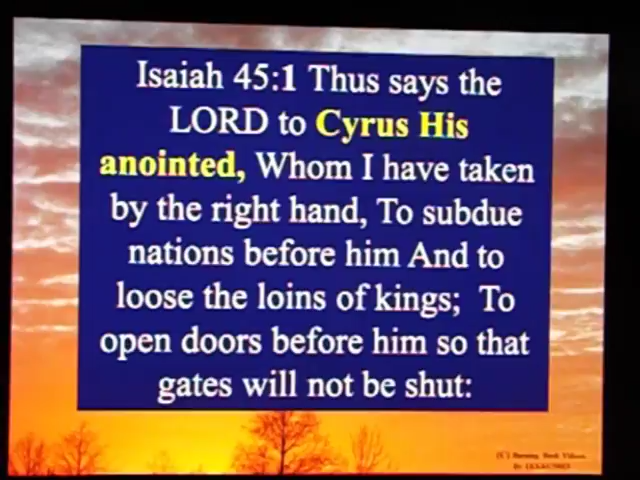 Isaiah 45:1 Thus says the
LORD to Cyrus His
anointed, Whom I have taken
by the right hand, To subdue
nations before him And to
loose the loins of kings; To
open doors before him so that
gates will not be shut: